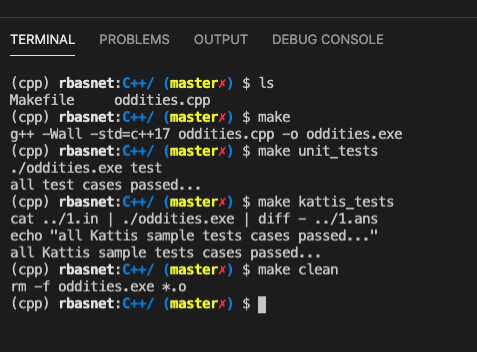 TERMINAL PROBLEMS OUTPUT DEBUG CONSOLE
(cpp) rbasnet:C++/ (master✗) $ ls
Makefile oddities.cpp
(cpp) rbasnet:C++/ (master✗) $ make
g++ -Wall -std=c++17 oddities.cpp -o oddities.exe
(cpp) rbasnet:C++/ (master✗) $ make unit_tests
./oddities.exe test
all test cases passed...
(cpp) rbasnet:C++/ (master✗) $ make kattis_tests
cat ../1.in | ./oddities.exe | diff - ../1.ans
echo "all Kattis sample tests cases passed..."
all Kattis sample tests cases passed...
(cpp) rbasnet:C++/ (master✗) $ make clean
rm -f oddities.exe *.o
(cpp) rbasnet:C++/ (master✗) $